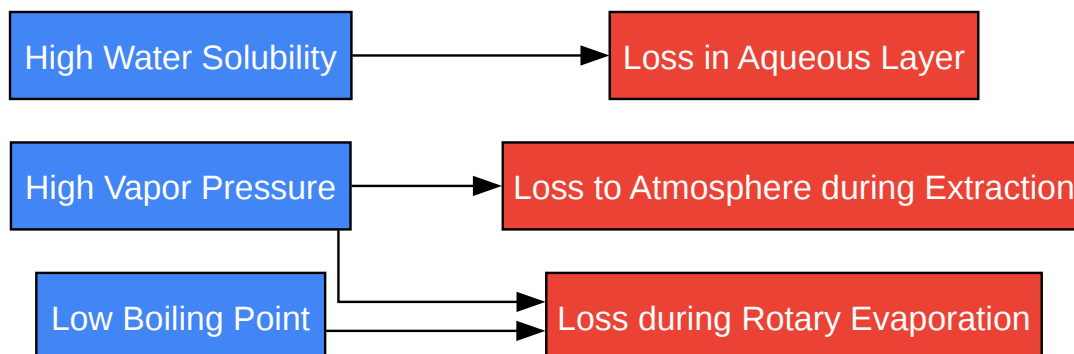 High Water Solubility
Loss in Aqueous Layer
High Vapor Pressure
Loss to Atmosphere during Extraction
Low Boiling Point
Loss during Rotary Evaporation